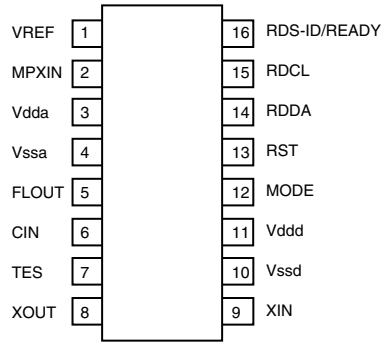 VREF 1 16 RDS-ID/READY
MPXIN 2 15 RDCL
Vdda 3 14 RDDA
Vssa 4 13 RST
FLOUT 5 12 MODE
CIN 6 11 Vddd
TES 7 10 Vssd
XOUT 8 9 XIN